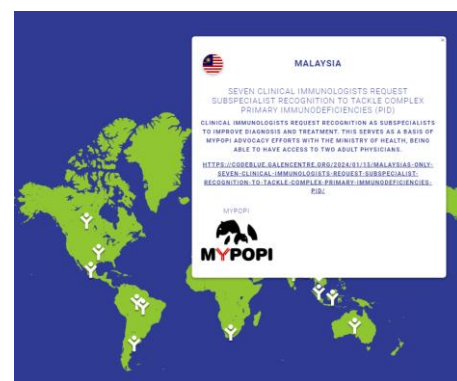 MALAYSIA
SEVEN CLINICAL IMMUNOLOGISTS REQUEST
SUBSPECIALIST RECOGNITION TO TACKLE COMPLEX
PRIMARY IMMUNODEFICIENCIES (PID)
CLINICAL IMMUNOLOGISTS REQUEST RECOGNITION AS SUBSPECIALISTS
TO IMPROVE DIAGNOSIS AND TREATMENT. THIS SERVES AS A BASIS OF
MYPOPI ADVOCACY EFFORTS WITH THE MINISTRY OF HEALTH, BEING
ABLE TO HAVE ACCESS TO TWO ADULT PHYSICIANS.
HTTPS://CODEBLUE.GALENCENTRE.ORG/2024/01/15/MALAYSIAS-ONLY-
SEVEN-CLINICAL-IMMUNOLOGISTS-REQUEST-SUBSPECIALIST-
RECOGNITION-TO-TACKLE-COMPLEX-PRIMARY-IMMUNODEFICIENCIES-
PID/
MYPOPI
MYPOPI